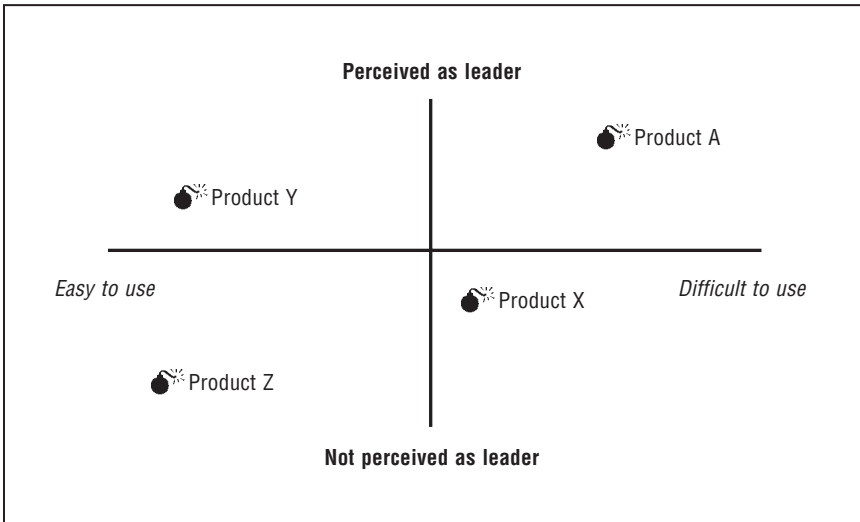 Perceived as leader
Product A
Product Y
Easy to use
Product X
Difficult to use
Product Z
Not perceived as leader